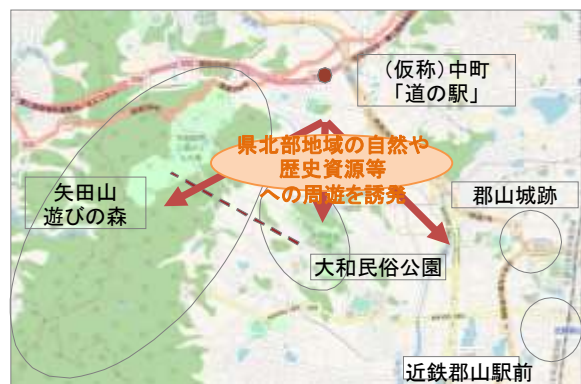 (仮称)中町
「道の駅」
県北部地域の自然や
歴史資源等
への周遊を誘発
矢田山
遊びの森
郡山城跡
大和民俗公園
近鉄郡山駅前